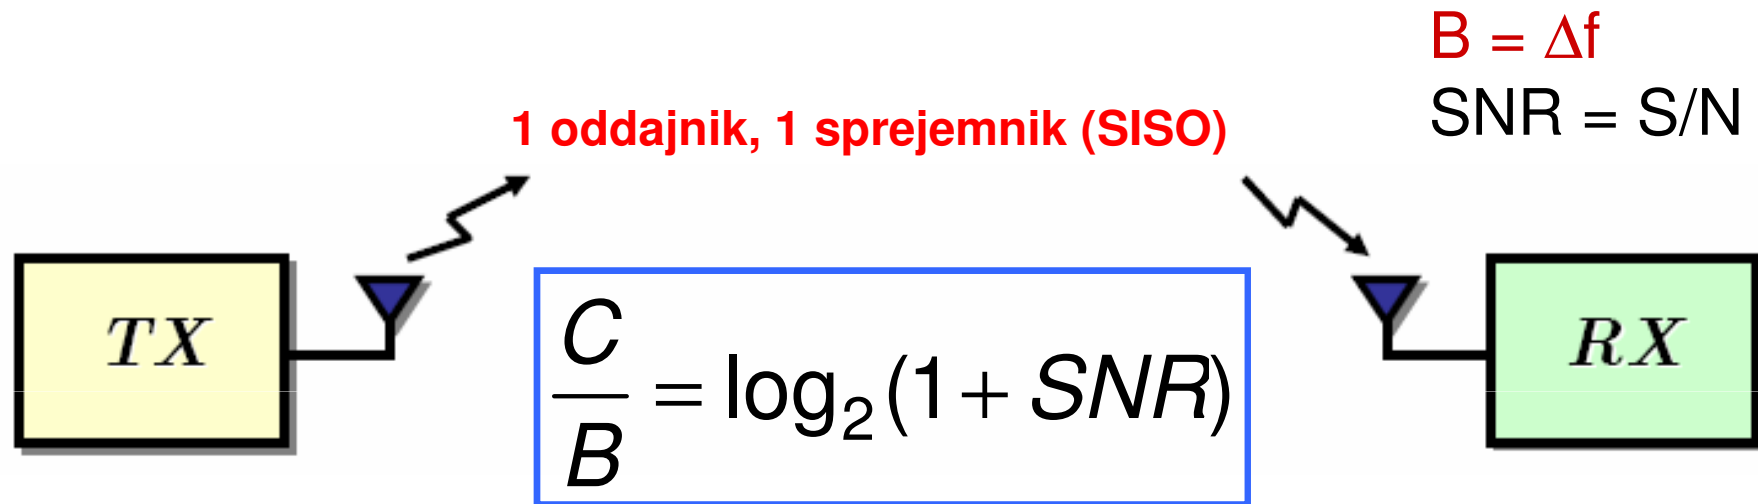 B = Δf
SNR = S/N
1 oddajnik, 1 sprejemnik (SISO)
TX
C/B = log₂(1 + SNR)
RX